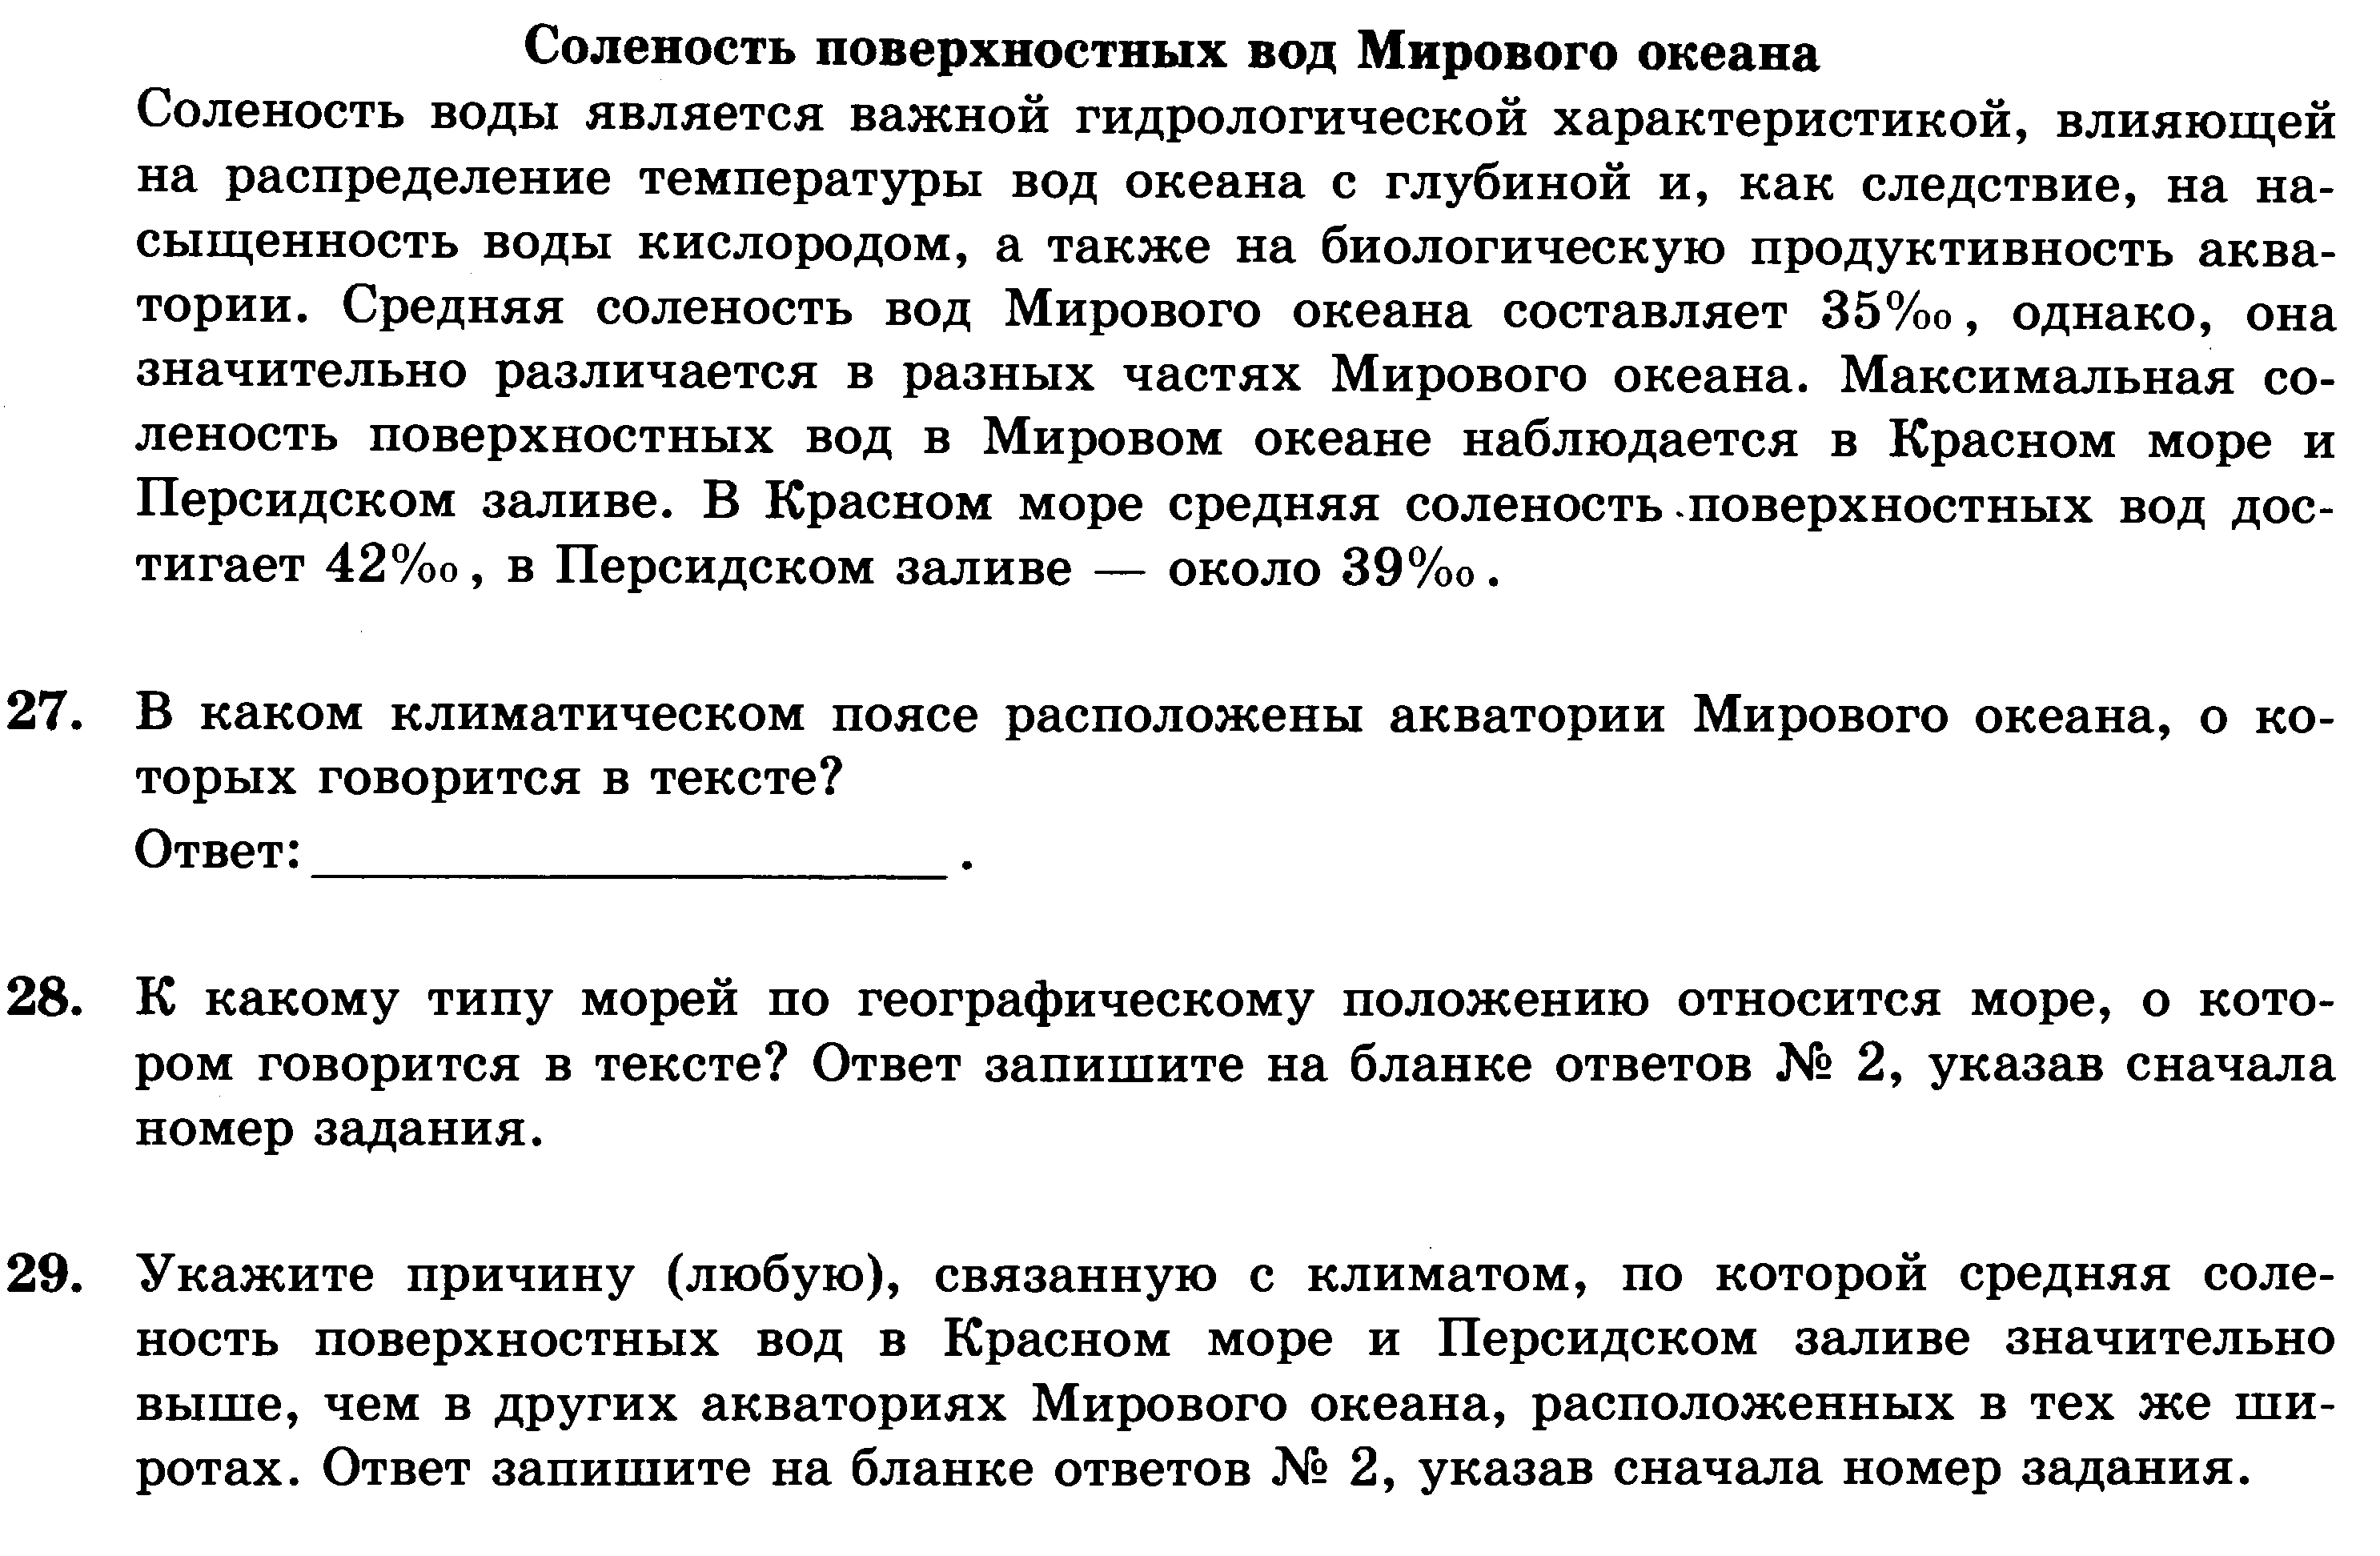 Соленость поверхностных вод Мирового океана
Соленость воды является важной гидрологической характеристикой, влияющей
на распределение температуры вод океана с глубиной и, как следствие, на на-
сыщенность воды кислородом, а также на биологическую продуктивность аква-
тории. Средняя соленость вод Мирового океана составляет 35‰, однако, она
значительно различается в разных частях Мирового океана. Максимальная со-
леность поверхностных вод в Мировом океане наблюдается в Красном море и
Персидском заливе. В Красном море средняя соленость поверхностных вод дос-
тигает 42‰, в Персидском заливе — около 39‰.
27. В каком климатическом поясе расположены акватории Мирового океана, о ко-
торых говорится в тексте?
Ответ: ____________________.
28. К какому типу морей по географическому положению относится море, о кото-
ром говорится в тексте? Ответ запишите на бланке ответов № 2, указав сначала
номер задания.
29. Укажите причину (любую), связанную с климатом, по которой средняя соле-
ность поверхностных вод в Красном море и Персидском заливе значительно
выше, чем в других акваториях Мирового океана, расположенных в тех же ши-
ротах. Ответ запишите на бланке ответов № 2, указав сначала номер задания.